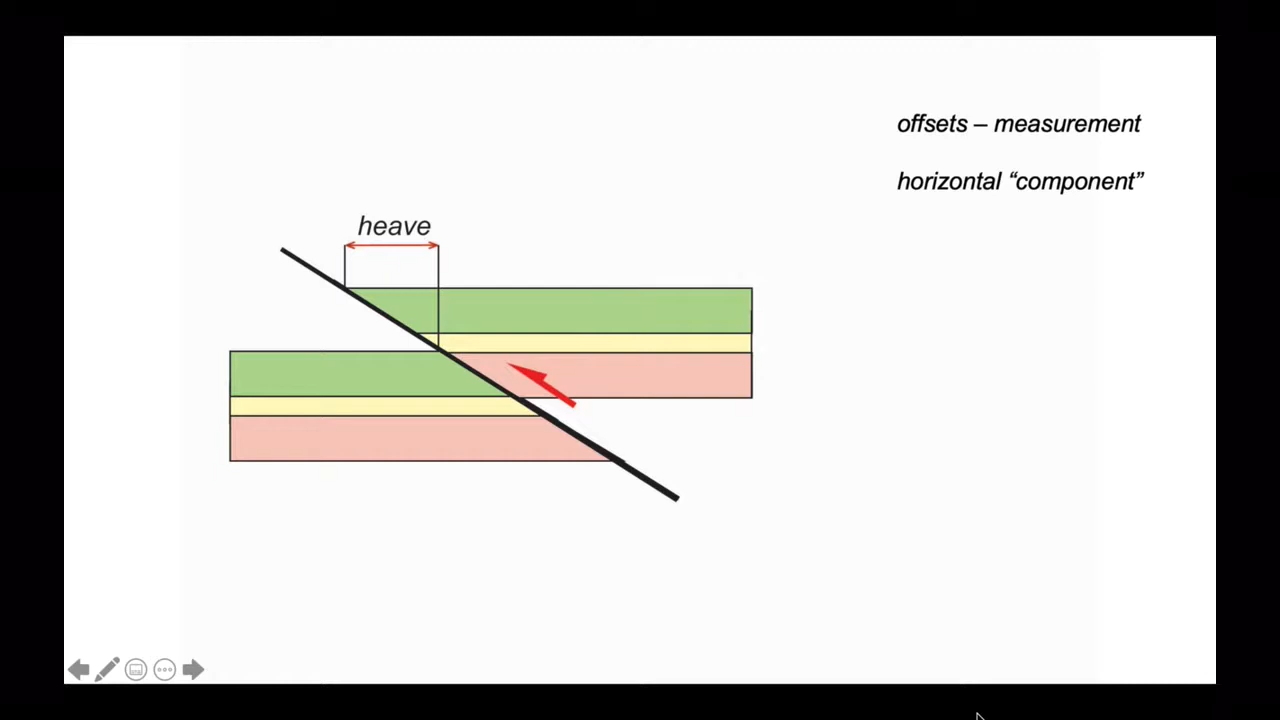 offsets – measurement
horizontal “component”
heave